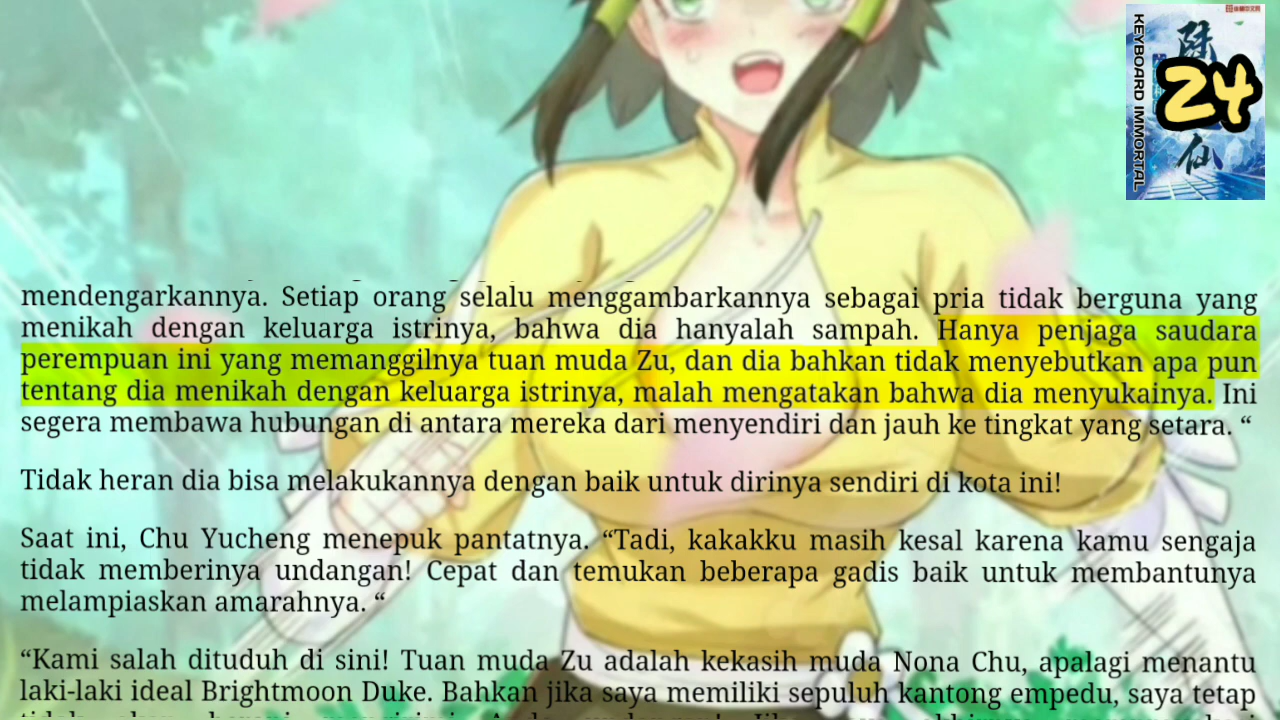 KEYBOARD IMMORTAL
陆
24
仙
mendengarkannya. Setiap orang selalu menggambarkannya sebagai pria tidak berguna yang
menikah dengan keluarga istrinya, bahwa dia hanyalah sampah. Hanya penjaga saudara
perempuan ini yang memanggilnya tuan muda Zu, dan dia bahkan tidak menyebutkan apa pun
tentang dia menikah dengan keluarga istrinya, malah mengatakan bahwa dia menyukainya. Ini
segera membawa hubungan di antara mereka dari menyendiri dan jauh ke tingkat yang setara. “
Tidak heran dia bisa melakukannya dengan baik untuk dirinya sendiri di kota ini!
Saat ini, Chu Yucheng menepuk pantatnya. “Tadi, kakakku masih kesal karena kamu sengaja
tidak memberinya undangan! Cepat dan temukan beberapa gadis baik untuk membantunya
melampiaskan amarahnya. “
“Kami salah dituduh di sini! Tuan muda Zu adalah kekasih muda Nona Chu, apalagi menantu
laki-laki ideal Brightmoon Duke. Bahkan jika saya memiliki sepuluh kantong empedu, saya tetap